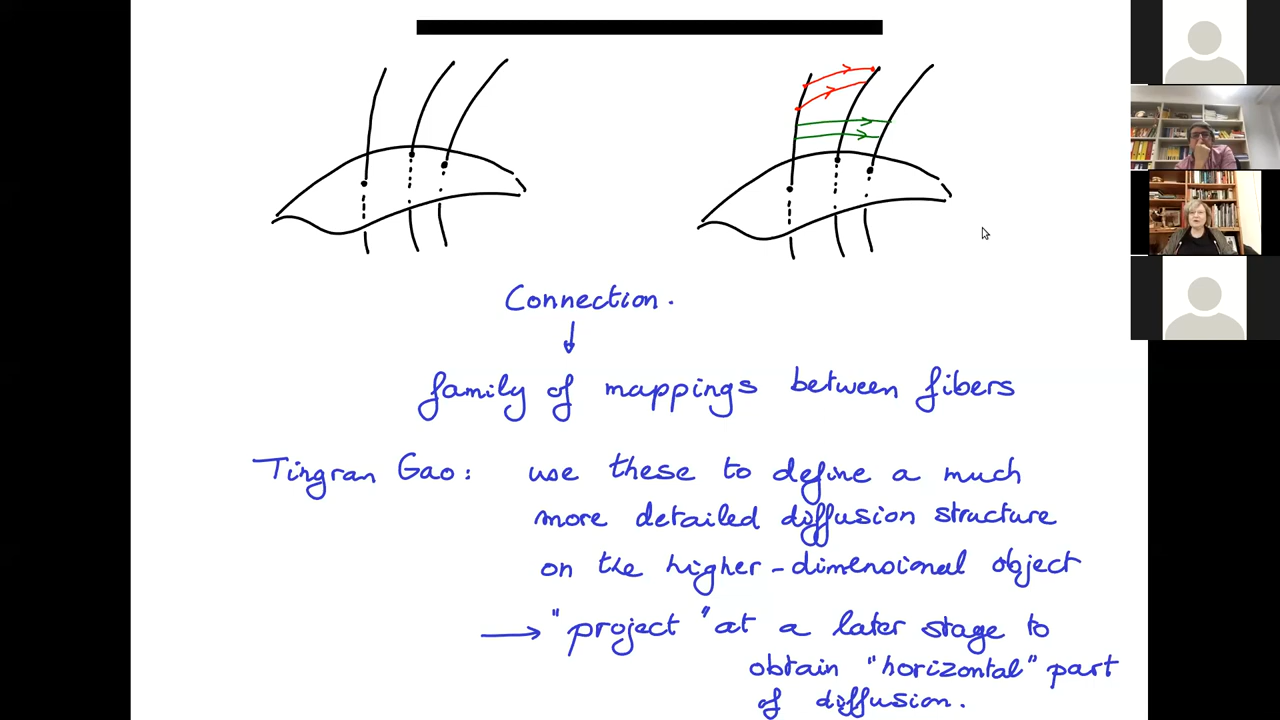 Connection.
family of mappings between fibers
Tingran Gao: use these to define a much
more detailed diffusion structure
on the higher-dimensional object
→ "project" at a later stage to
obtain "horizontal" part
of diffusion.